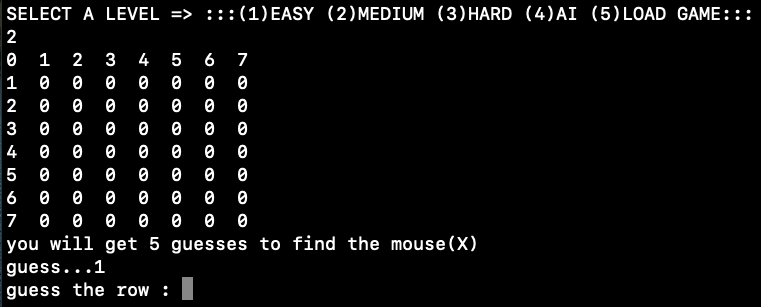 SELECT A LEVEL => :::(1)EASY (2)MEDIUM (3)HARD (4)AI (5)LOAD GAME:::
2
0  1  2  3  4  5  6  7
1  0  0  0  0  0  0  0
2  0  0  0  0  0  0  0
3  0  0  0  0  0  0  0
4  0  0  0  0  0  0  0
5  0  0  0  0  0  0  0
6  0  0  0  0  0  0  0
7  0  0  0  0  0  0  0
you will get 5 guesses to find the mouse(X)
guess...1
guess the row :